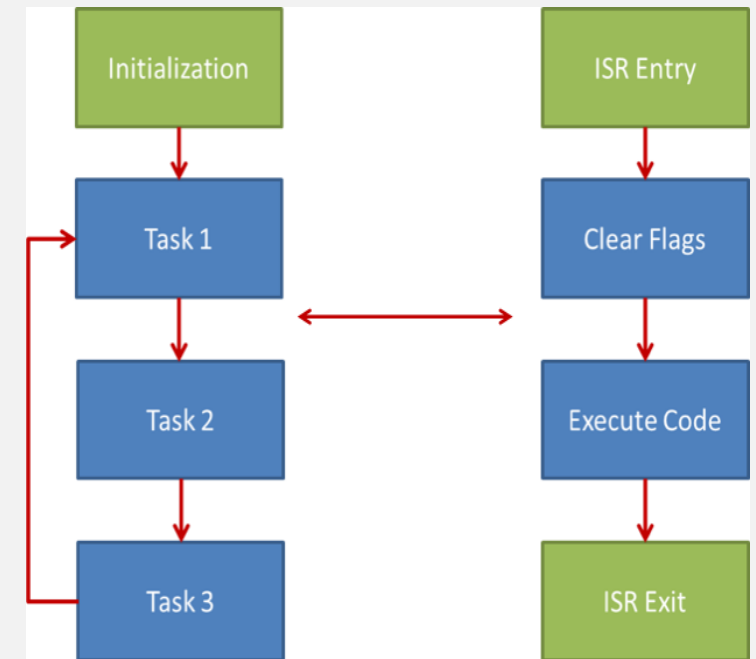 Initialization
Task 1
Task 2
Task 3
ISR Entry
Clear Flags
Execute Code
ISR Exit